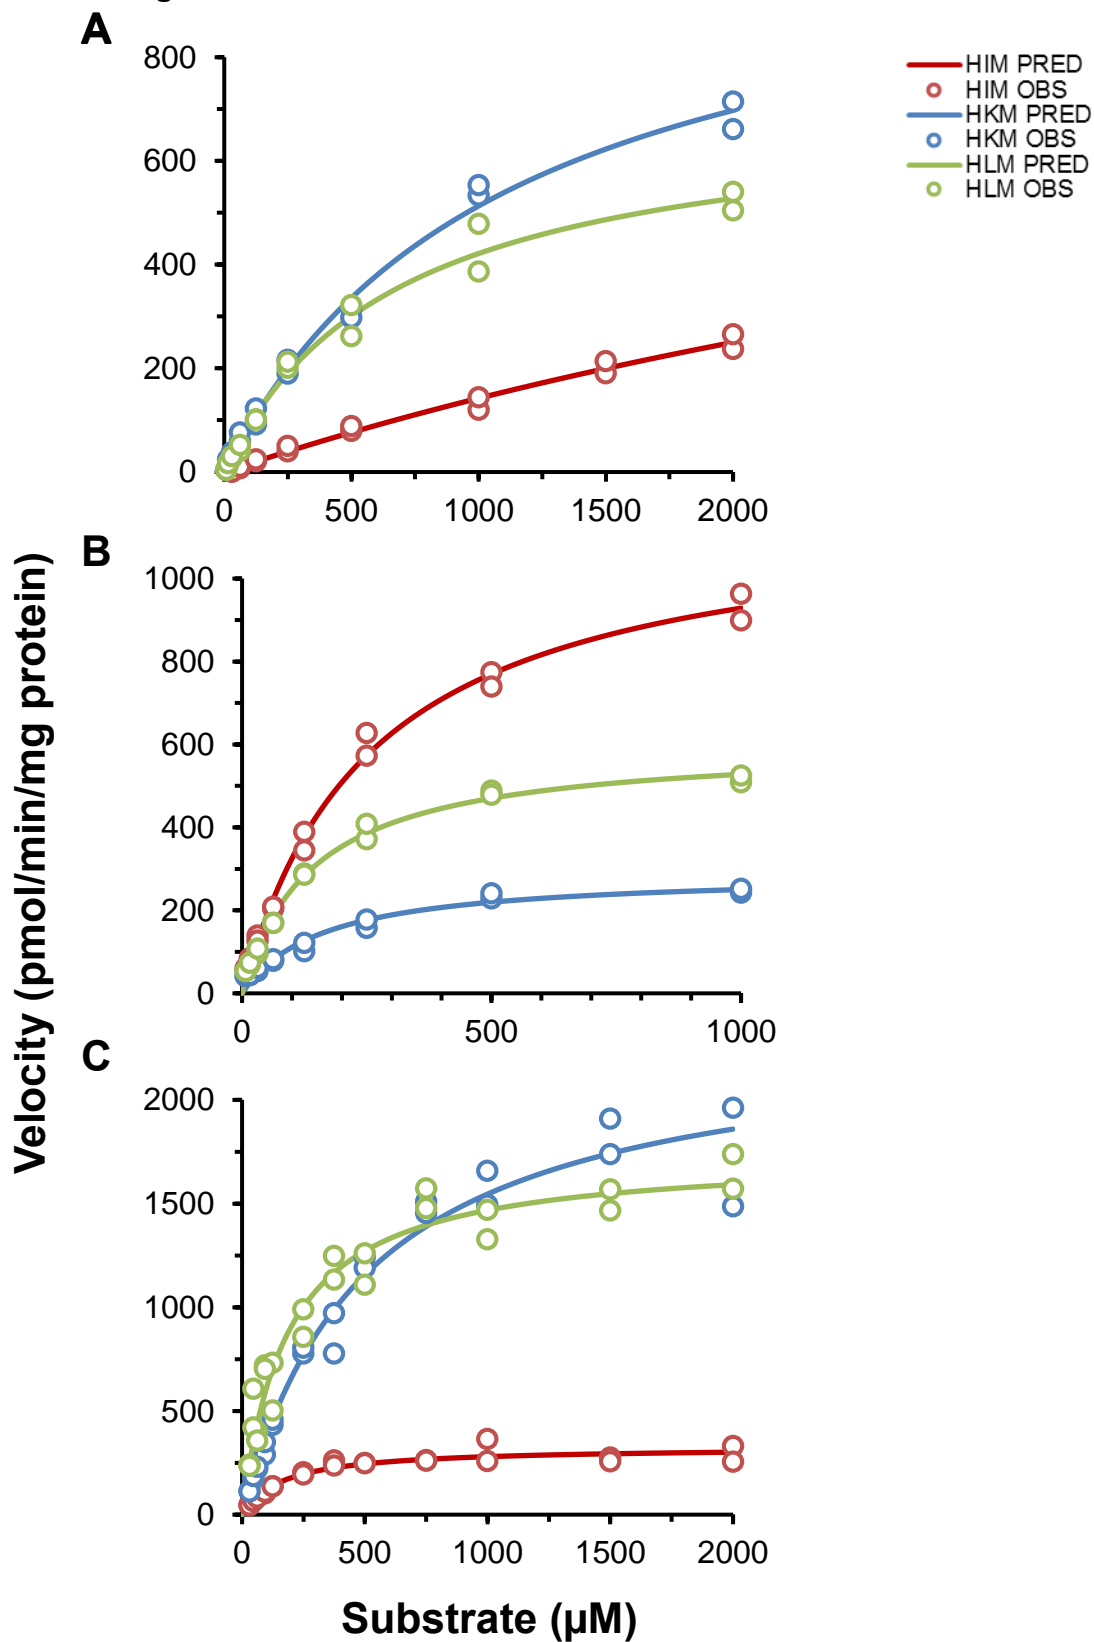 A
800
600
400
200
0
0 500 1000 1500 2000
HIM PRED
HIM OBS
HKM PRED
HKM OBS
HLM PRED
HLM OBS
B
1000
800
600
400
200
0
0 500 1000
C
2000
1500
1000
500
0
0 500 1000 1500 2000
Velocity (pmol/min/mg protein)
Substrate (µM)